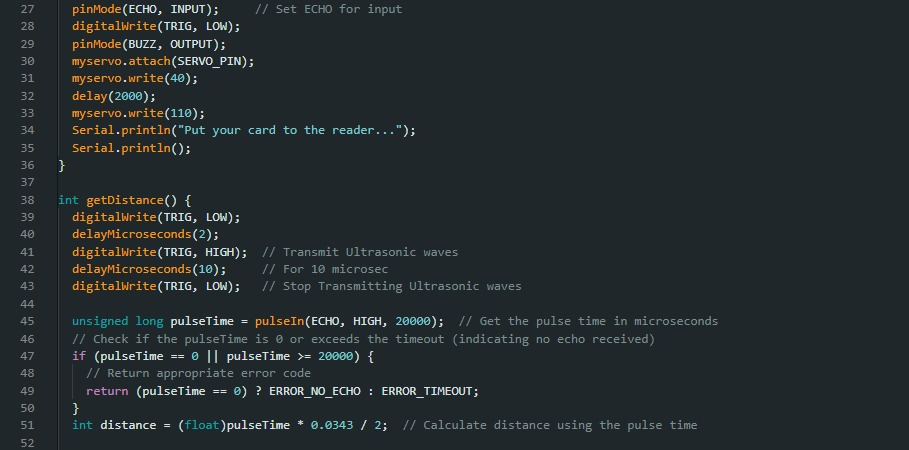 27 pinMode(ECHO, INPUT);     // Set ECHO for input
28 digitalWrite(TRIG, LOW);
29 pinMode(BUZZ, OUTPUT);
30 myservo.attach(SERVO_PIN);
31 myservo.write(40);
32 delay(2000);
33 myservo.write(110);
34 Serial.println("Put your card to the reader...");
35 Serial.println();
36 }
37
38 int getDistance() {
39 digitalWrite(TRIG, LOW);
40 delayMicroseconds(2);
41 digitalWrite(TRIG, HIGH);  // Transmit Ultrasonic waves
42 delayMicroseconds(10);     // For 10 microsec
43 digitalWrite(TRIG, LOW);   // Stop Transmitting Ultrasonic waves
44
45 unsigned long pulseTime = pulseIn(ECHO, HIGH, 20000);  // Get the pulse time in microseconds
46 // Check if the pulseTime is 0 or exceeds the timeout (indicating no echo received)
47 if (pulseTime == 0 || pulseTime >= 20000) {
48 // Return appropriate error code
49 return (pulseTime == 0) ? ERROR_NO_ECHO : ERROR_TIMEOUT;
50 }
51 int distance = (float)pulseTime * 0.0343 / 2;  // Calculate distance using the pulse time
52